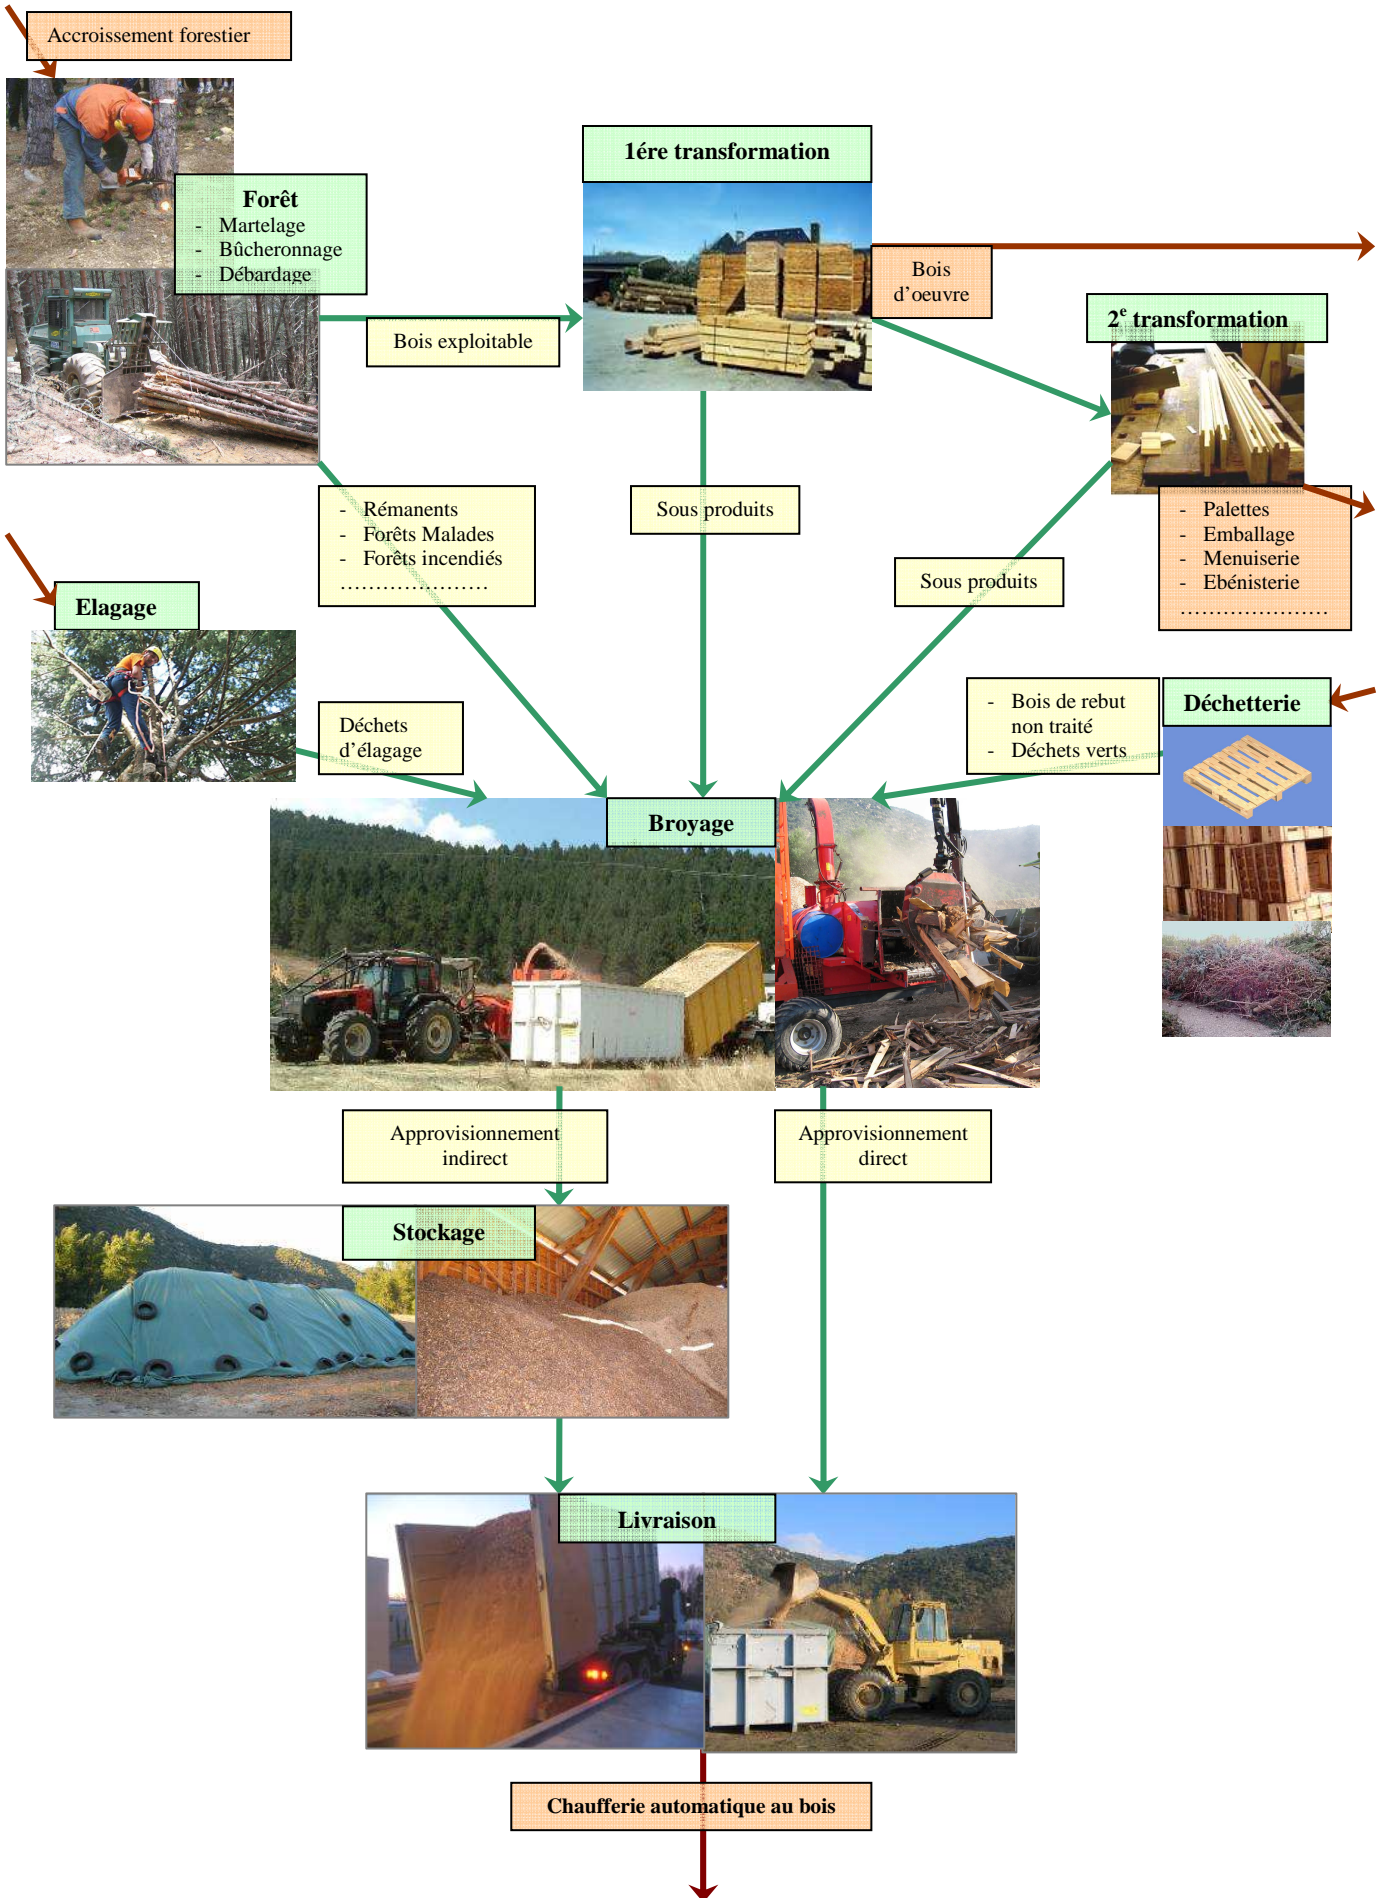 Accroissement forestier
1ére transformation
Forêt
- Martelage
- Bûcheronnage
- Débardage
Bois
d’oeuvre
2e transformation
Bois exploitable
- Rémanents
- Forêts Malades
- Forêts incendiés
…………………
Sous produits
- Palettes
- Emballage
- Menuiserie
- Ebénisterie
…………………
Sous produits
Elagage
Déchets
d’élagage
- Bois de rebut
non traité
- Déchets verts
Déchetterie
Broyage
Approvisionnement
indirect
Approvisionnement
direct
Stockage
Livraison
Chaufferie automatique au bois